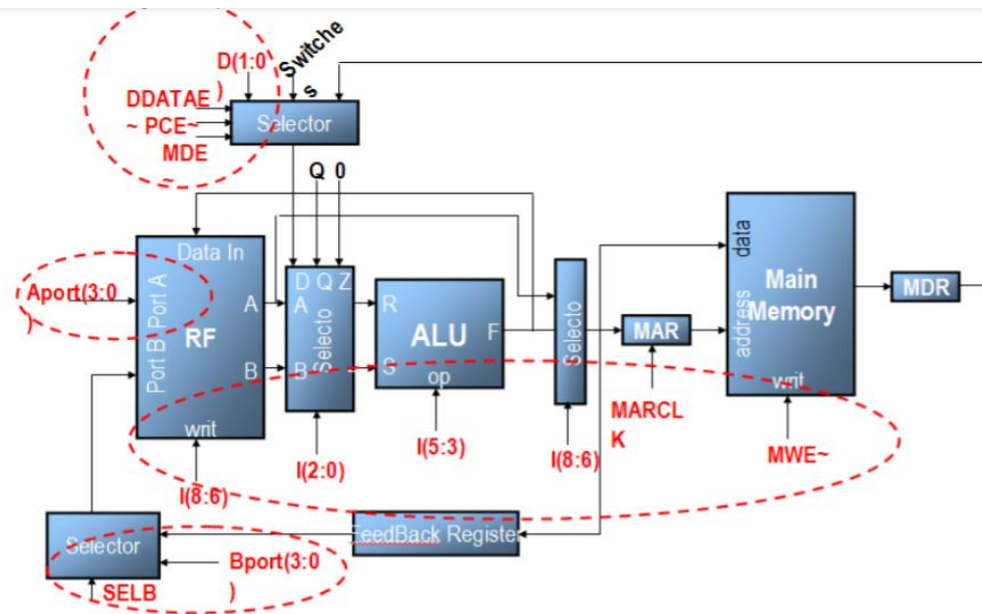 D(1:0
)
Switche
s
DDATAE
~ PCE~
MDE
~
Selector
Q 0
Data In
Port B Port A
RF
A
B
writ
Aport(3:0
)
D Q Z
A
B
Selecto
R
S
ALU
F
op
Selecto
MAR
data
address
Main
Memory
writ
MDR
I(8:6)
I(2:0)
I(5:3)
I(8:6)
MARCL
K
MWE~
Selector
SELB
Bport(3:0
)
FeedBack Register